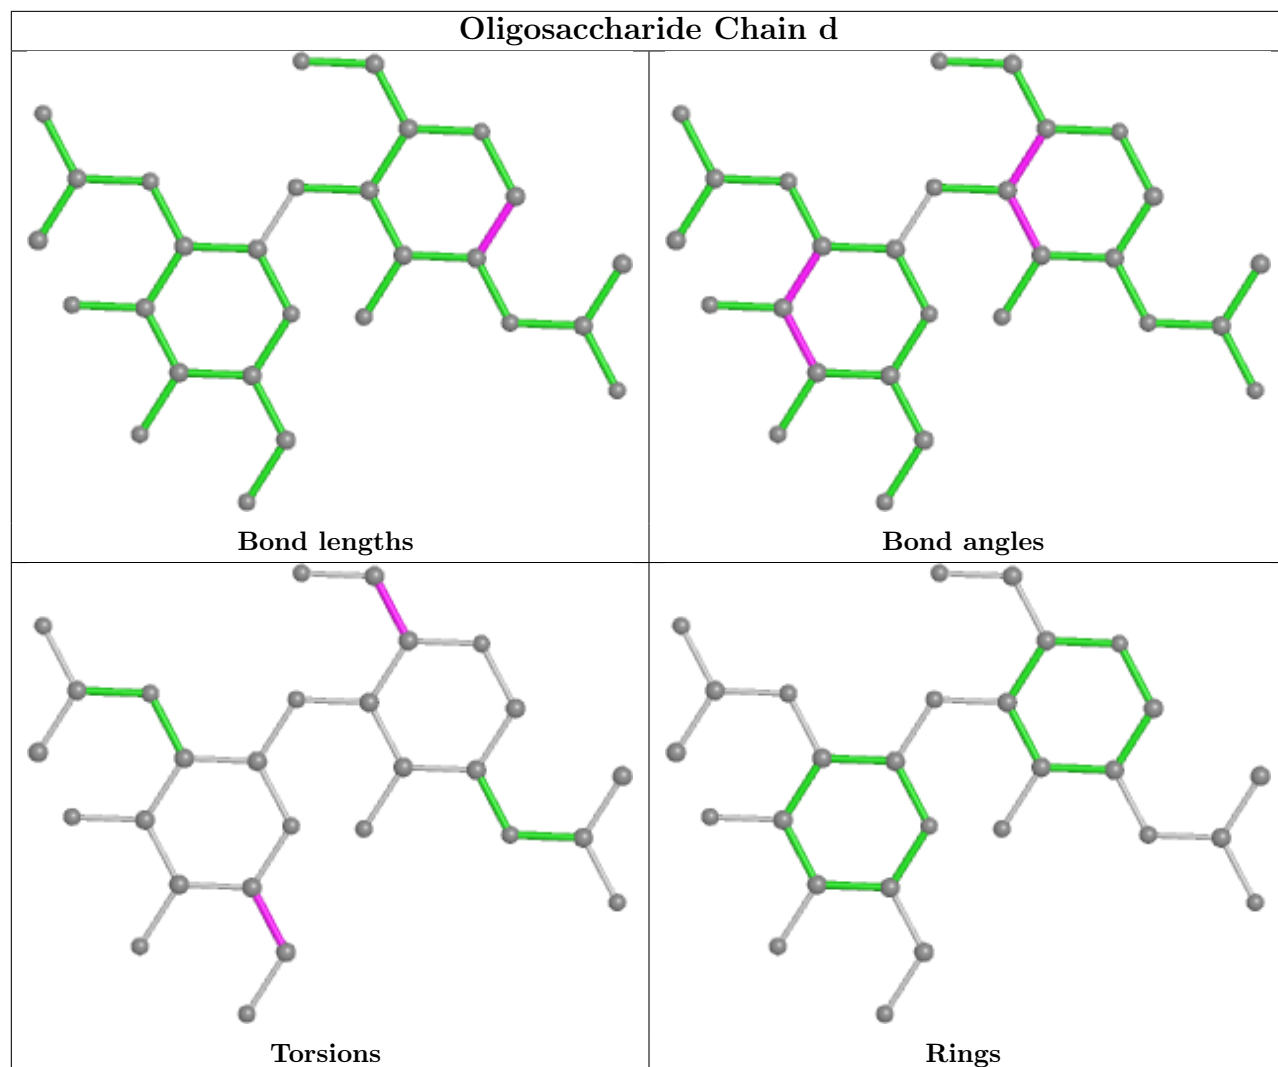 Oligosaccharide Chain d
Bond lengths
Bond angles
Torsions
Rings